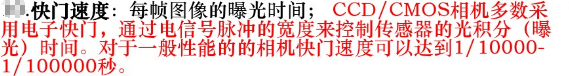 .快门速度：每帧图像的曝光时间； CCD/CMOS相机多数采
用电子快门，通过电信号脉冲的宽度来控制传感器的光积分（曝
光）时间。对于一般性能的的相机快门速度可以达到1/10000-
1/100000秒。